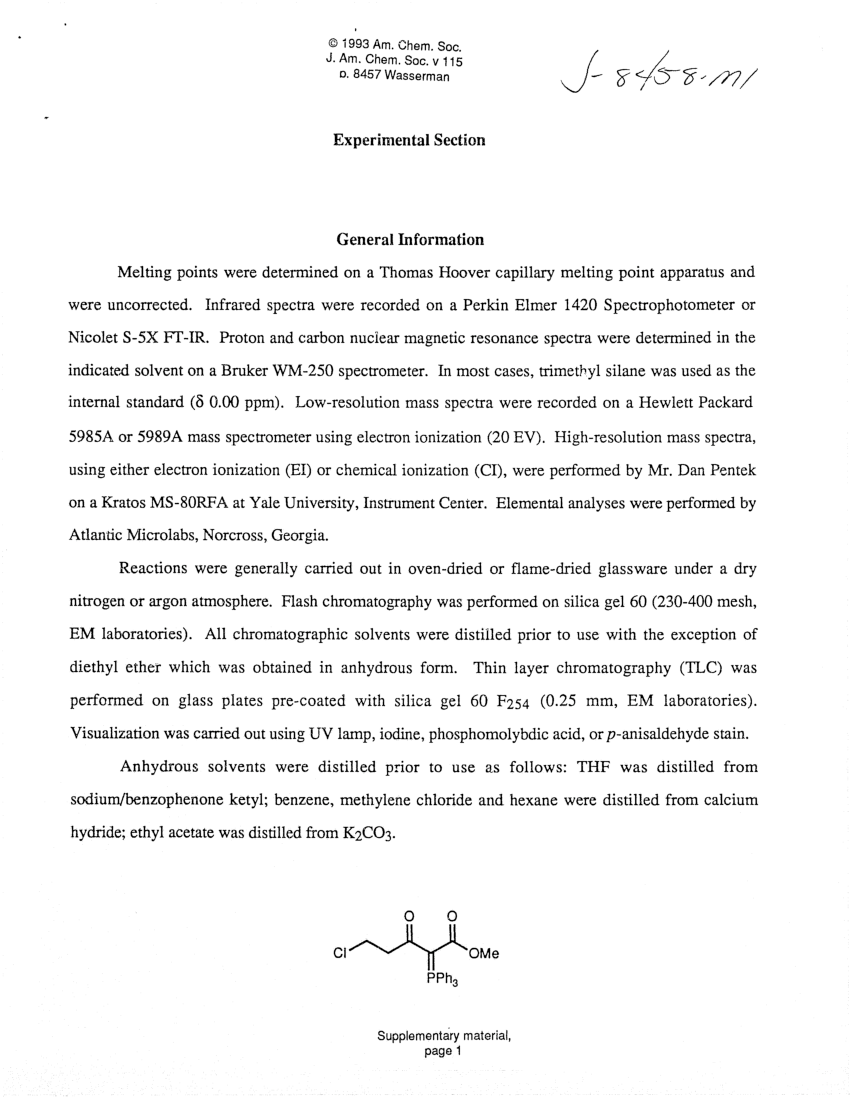 © 1993 Am. Chem. Soc.
J. Am. Chem. Soc. v 115
p. 8457 Wasserman
J-8458-M1
Experimental Section
General Information
Melting points were determined on a Thomas Hoover capillary melting point apparatus and
were uncorrected. Infrared spectra were recorded on a Perkin Elmer 1420 Spectrophotometer or
Nicolet S-5X FT-IR. Proton and carbon nuclear magnetic resonance spectra were determined in the
indicated solvent on a Bruker WM-250 spectrometer. In most cases, trimethyl silane was used as the
internal standard (δ 0.00 ppm). Low-resolution mass spectra were recorded on a Hewlett Packard
5985A or 5989A mass spectrometer using electron ionization (20 EV). High-resolution mass spectra,
using either electron ionization (EI) or chemical ionization (CI), were performed by Mr. Dan Pentek
on a Kratos MS-80RFA at Yale University, Instrument Center. Elemental analyses were performed by
Atlantic Microlabs, Norcross, Georgia.
Reactions were generally carried out in oven-dried or flame-dried glassware under a dry
nitrogen or argon atmosphere. Flash chromatography was performed on silica gel 60 (230-400 mesh,
EM laboratories). All chromatographic solvents were distilled prior to use with the exception of
diethyl ether which was obtained in anhydrous form. Thin layer chromatography (TLC) was
performed on glass plates pre-coated with silica gel 60 F254 (0.25 mm, EM laboratories).
Visualization was carried out using UV lamp, iodine, phosphomolybdic acid, or p-anisaldehyde stain.
Anhydrous solvents were distilled prior to use as follows: THF was distilled from
sodium/benzophenone ketyl; benzene, methylene chloride and hexane were distilled from calcium
hydride; ethyl acetate was distilled from K2CO3.
O O
Cl OMe
PPh3
Supplementary material,
page 1